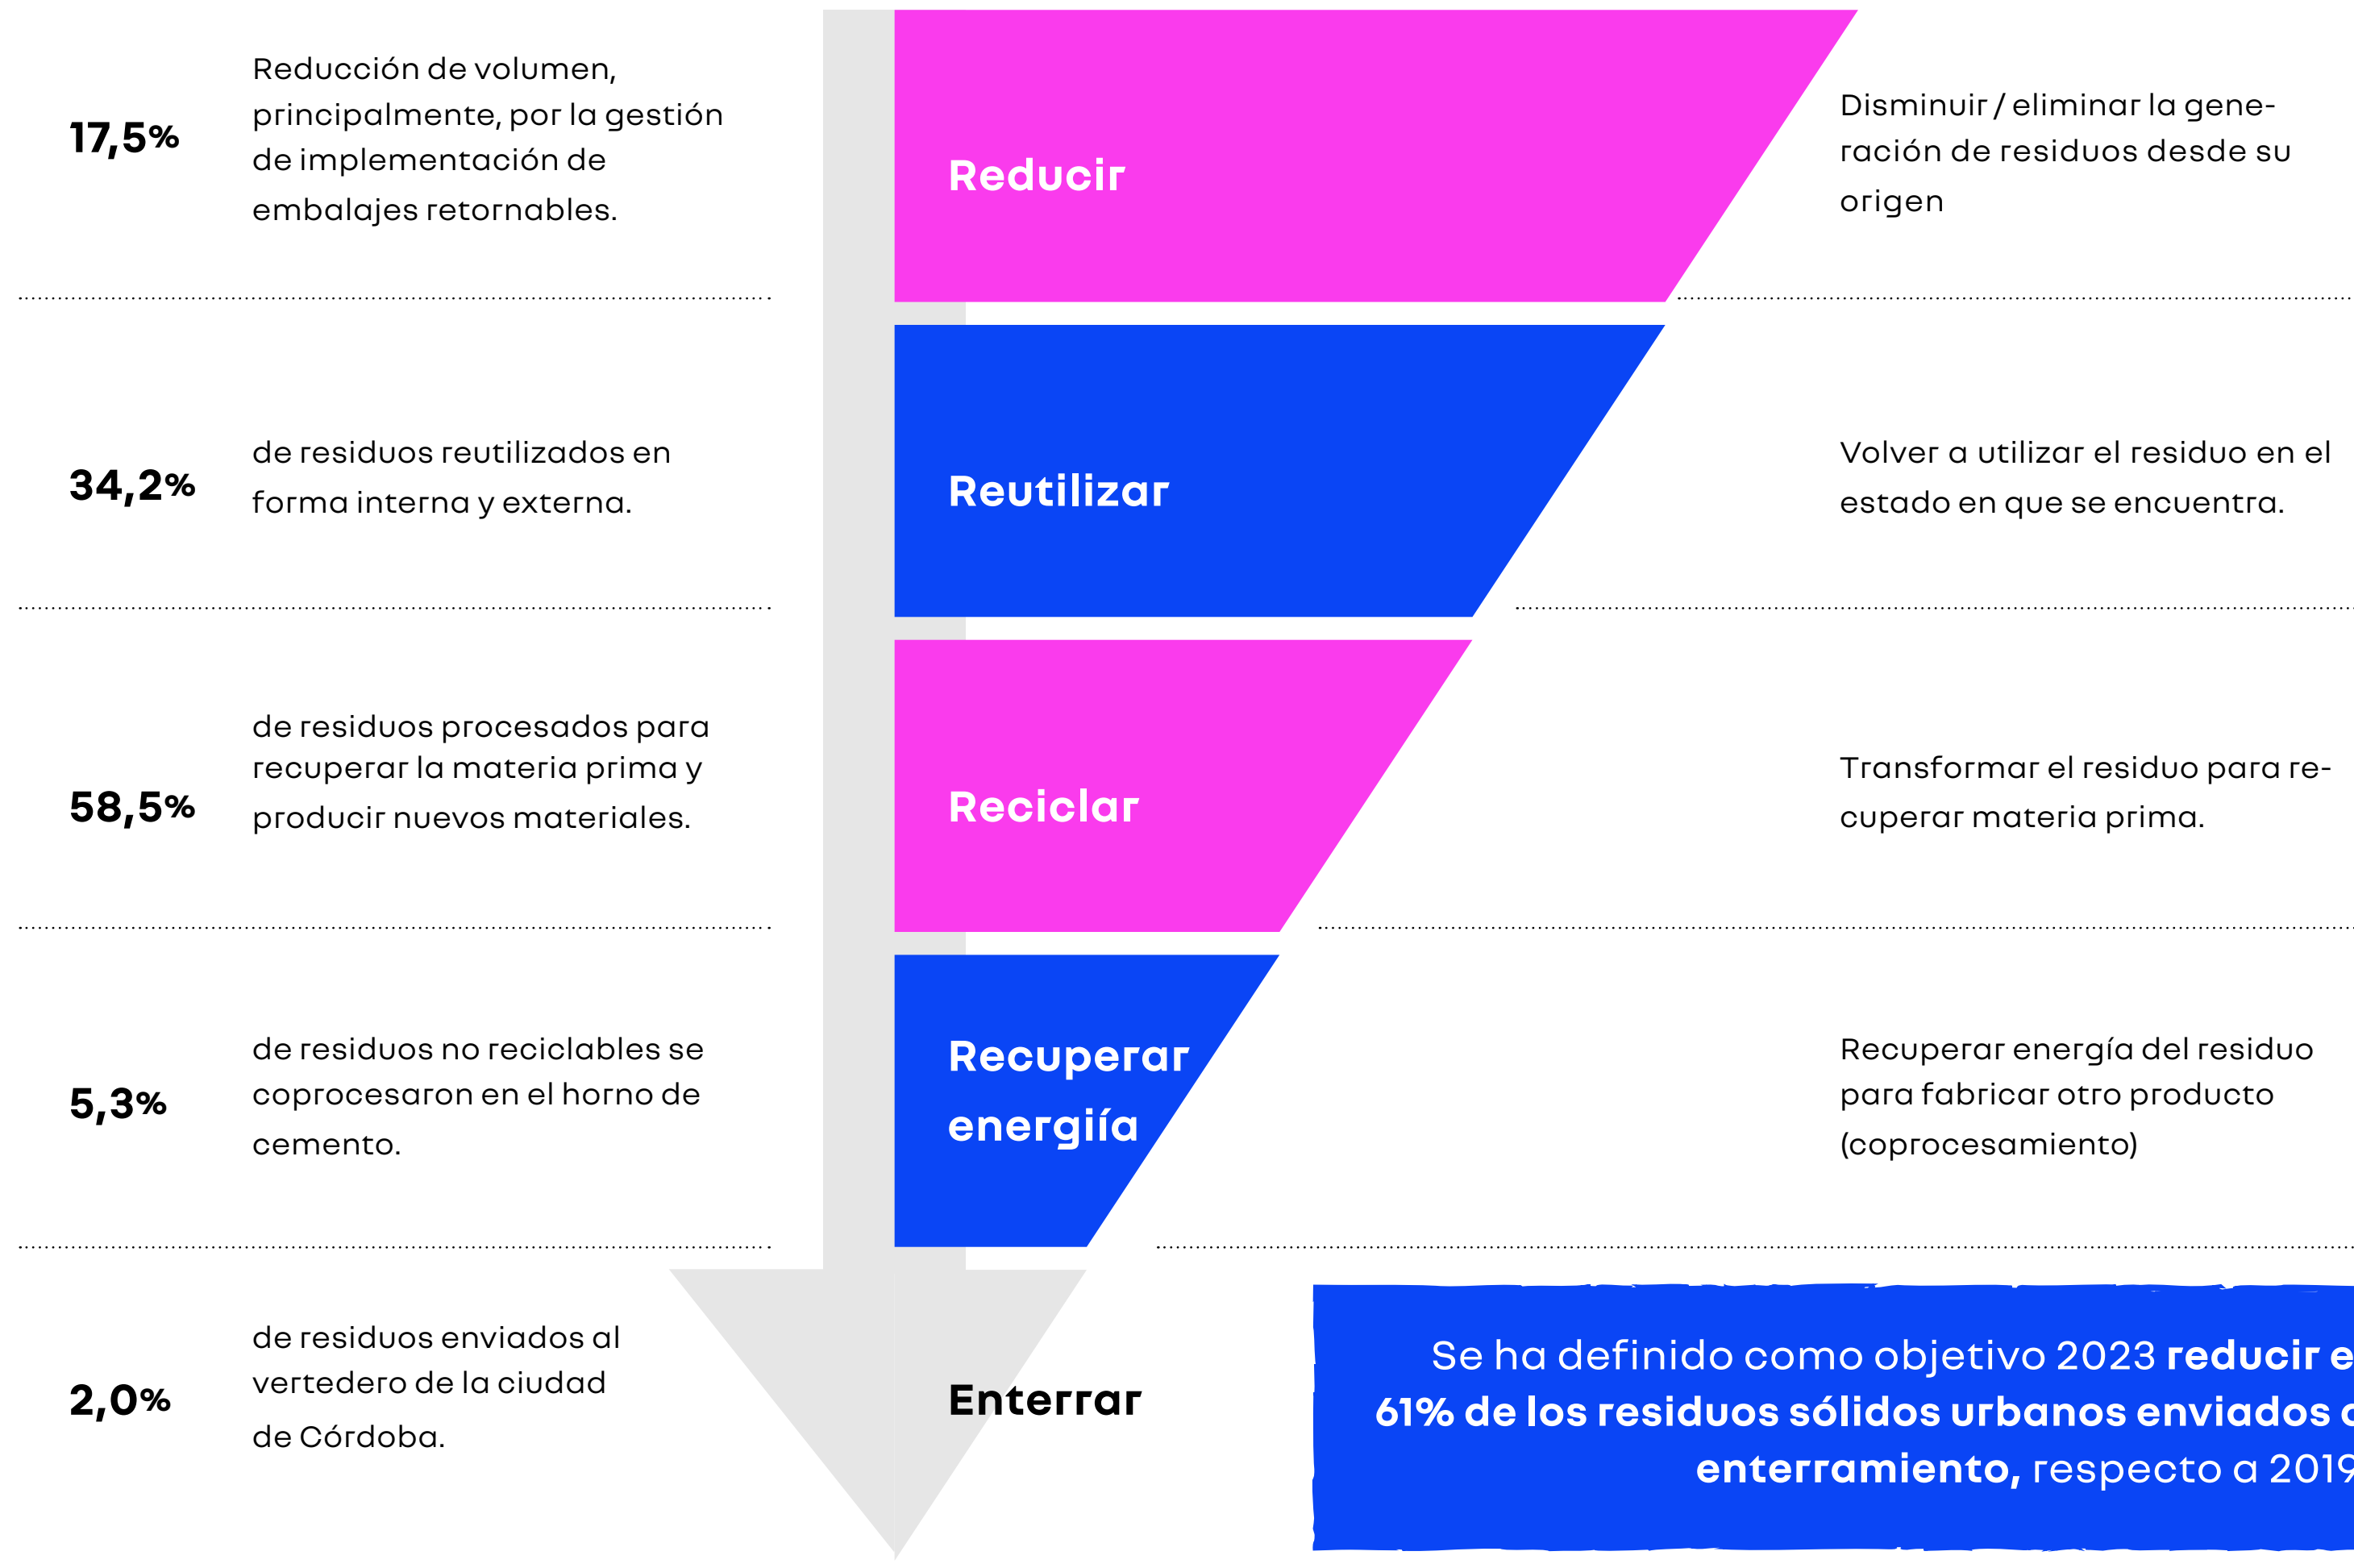 17,5%
Reducción de volumen,
principalmente, por la gestión
de implementación de
embalajes retornables.
Reducir
Disminuir / eliminar la gene-
ración de residuos desde su
origen
34,2%
de residuos reutilizados en
forma interna y externa.
Reutilizar
Volver a utilizar el residuo en el
estado en que se encuentra.
58,5%
de residuos procesados para
recuperar la materia prima y
producir nuevos materiales.
Reciclar
Transformar el residuo para re-
cuperar materia prima.
5,3%
de residuos no reciclables se
coprocesaron en el horno de
cemento.
Recuperar
energiía
Recuperar energía del residuo
para fabricar otro producto
(coprocesamiento)
2,0%
de residuos enviados al
vertedero de la ciudad
de Córdoba.
Enterrar
Se ha definido como objetivo 2023 reducir
61% de los residuos sólidos urbanos enviados
enterramiento, respecto a 2019